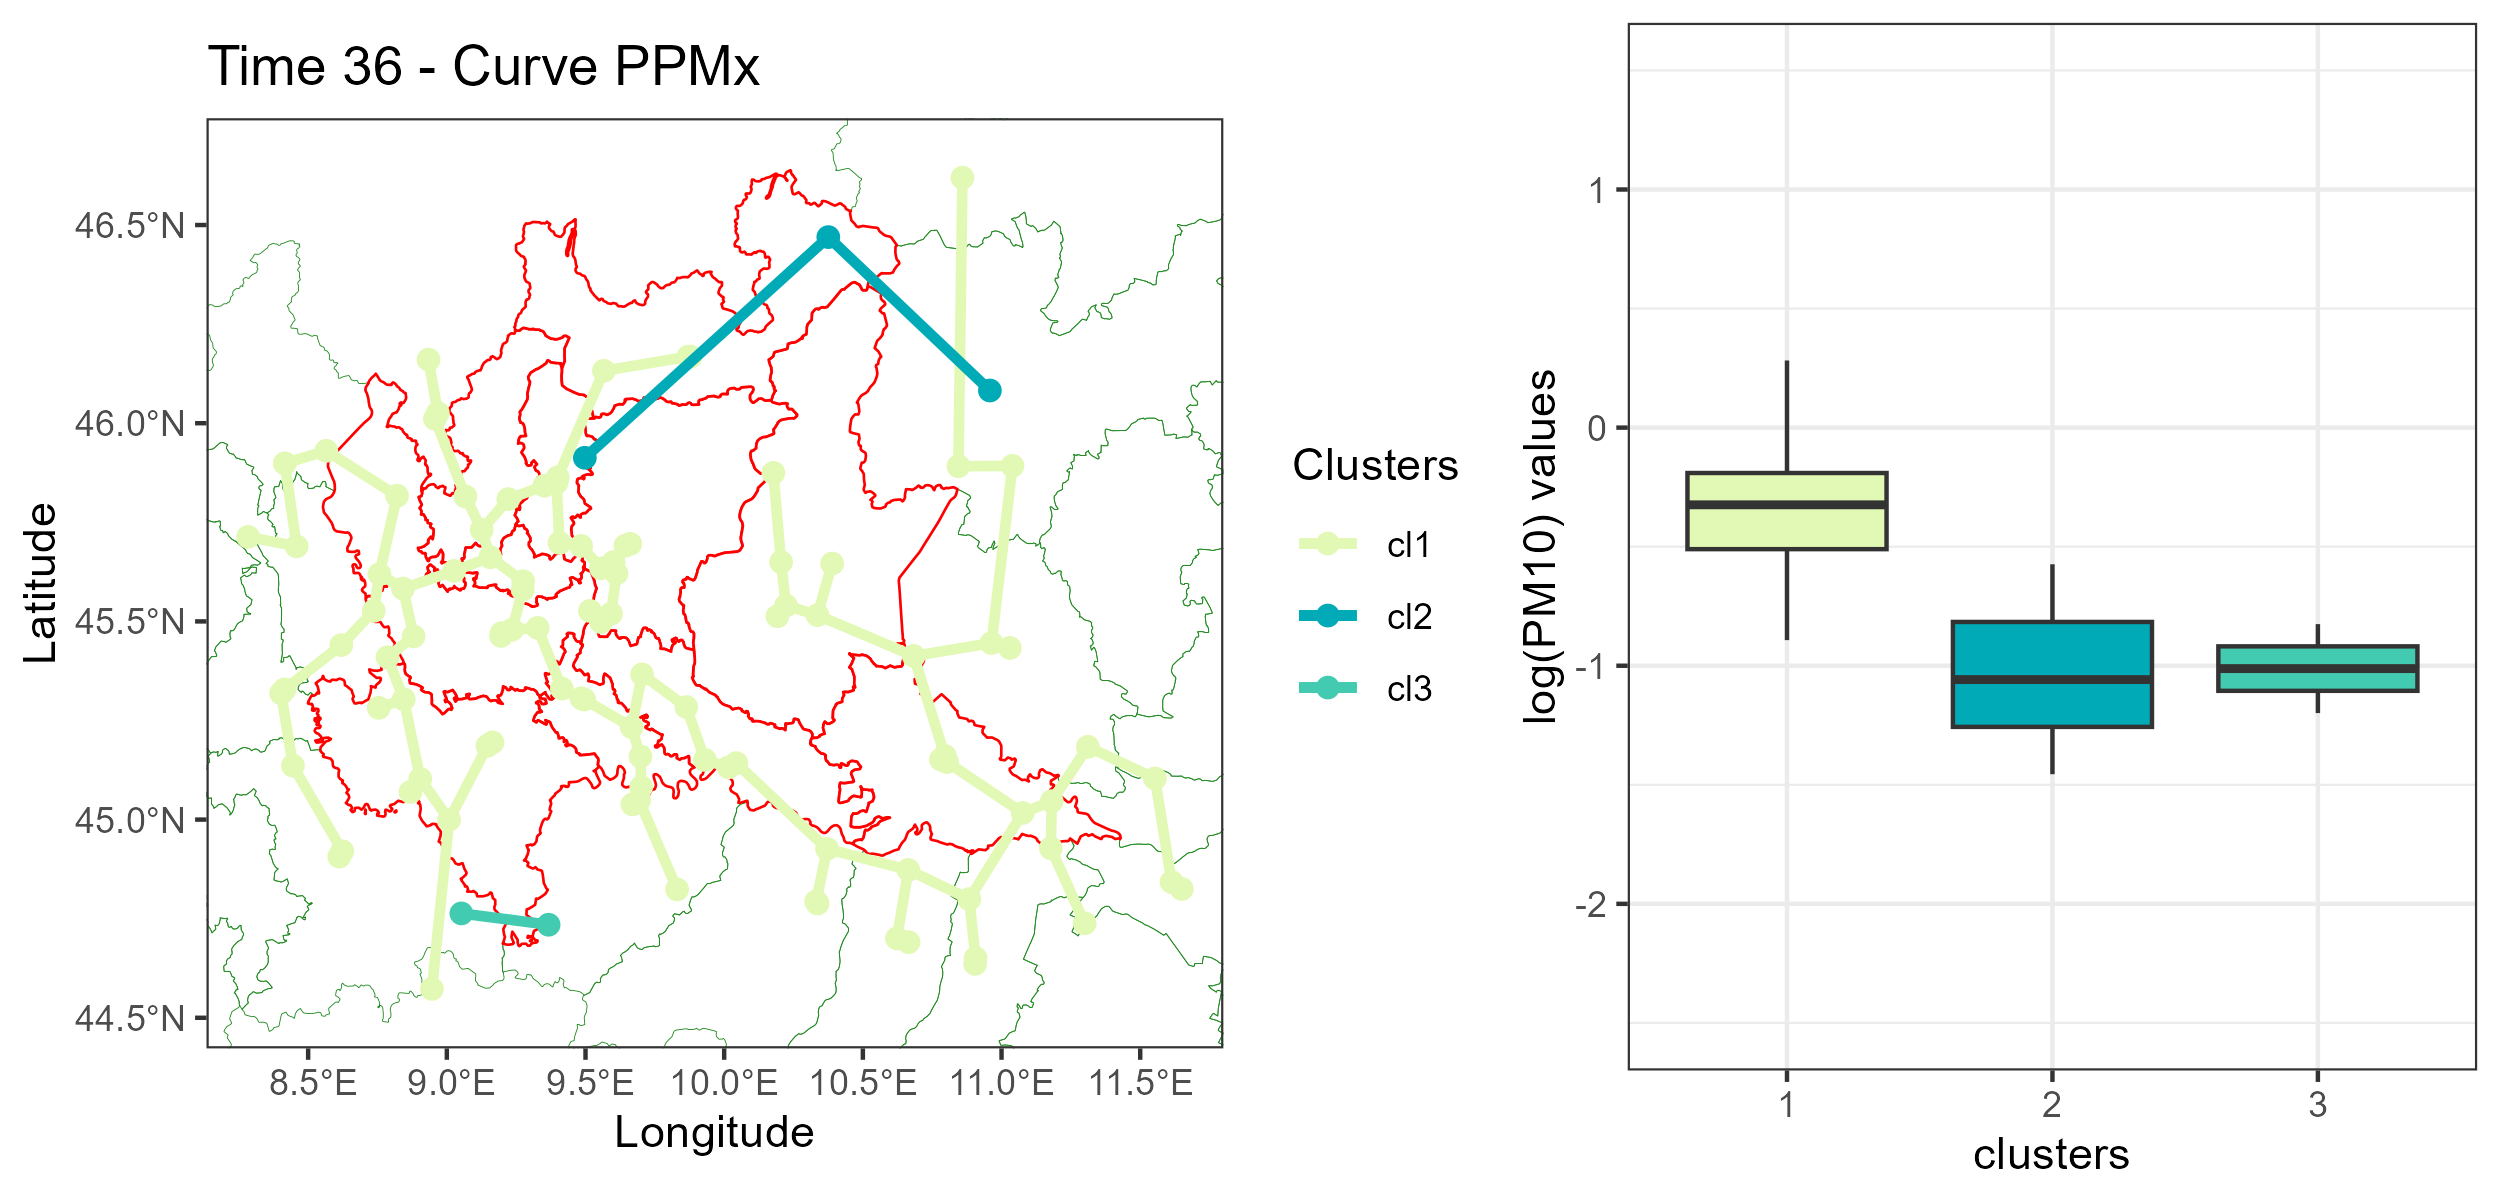 Time 36 - Curve PPMx
46.5°N
46.0°N
45.5°N
45.0°N
44.5°N
Latitude
8.5°E 9.0°E 9.5°E 10.0°E 10.5°E 11.0°E 11.5°E
Longitude
Clusters
cl1
cl2
cl3
log(PM10) values
1
0
-1
-2
1 2 3
clusters